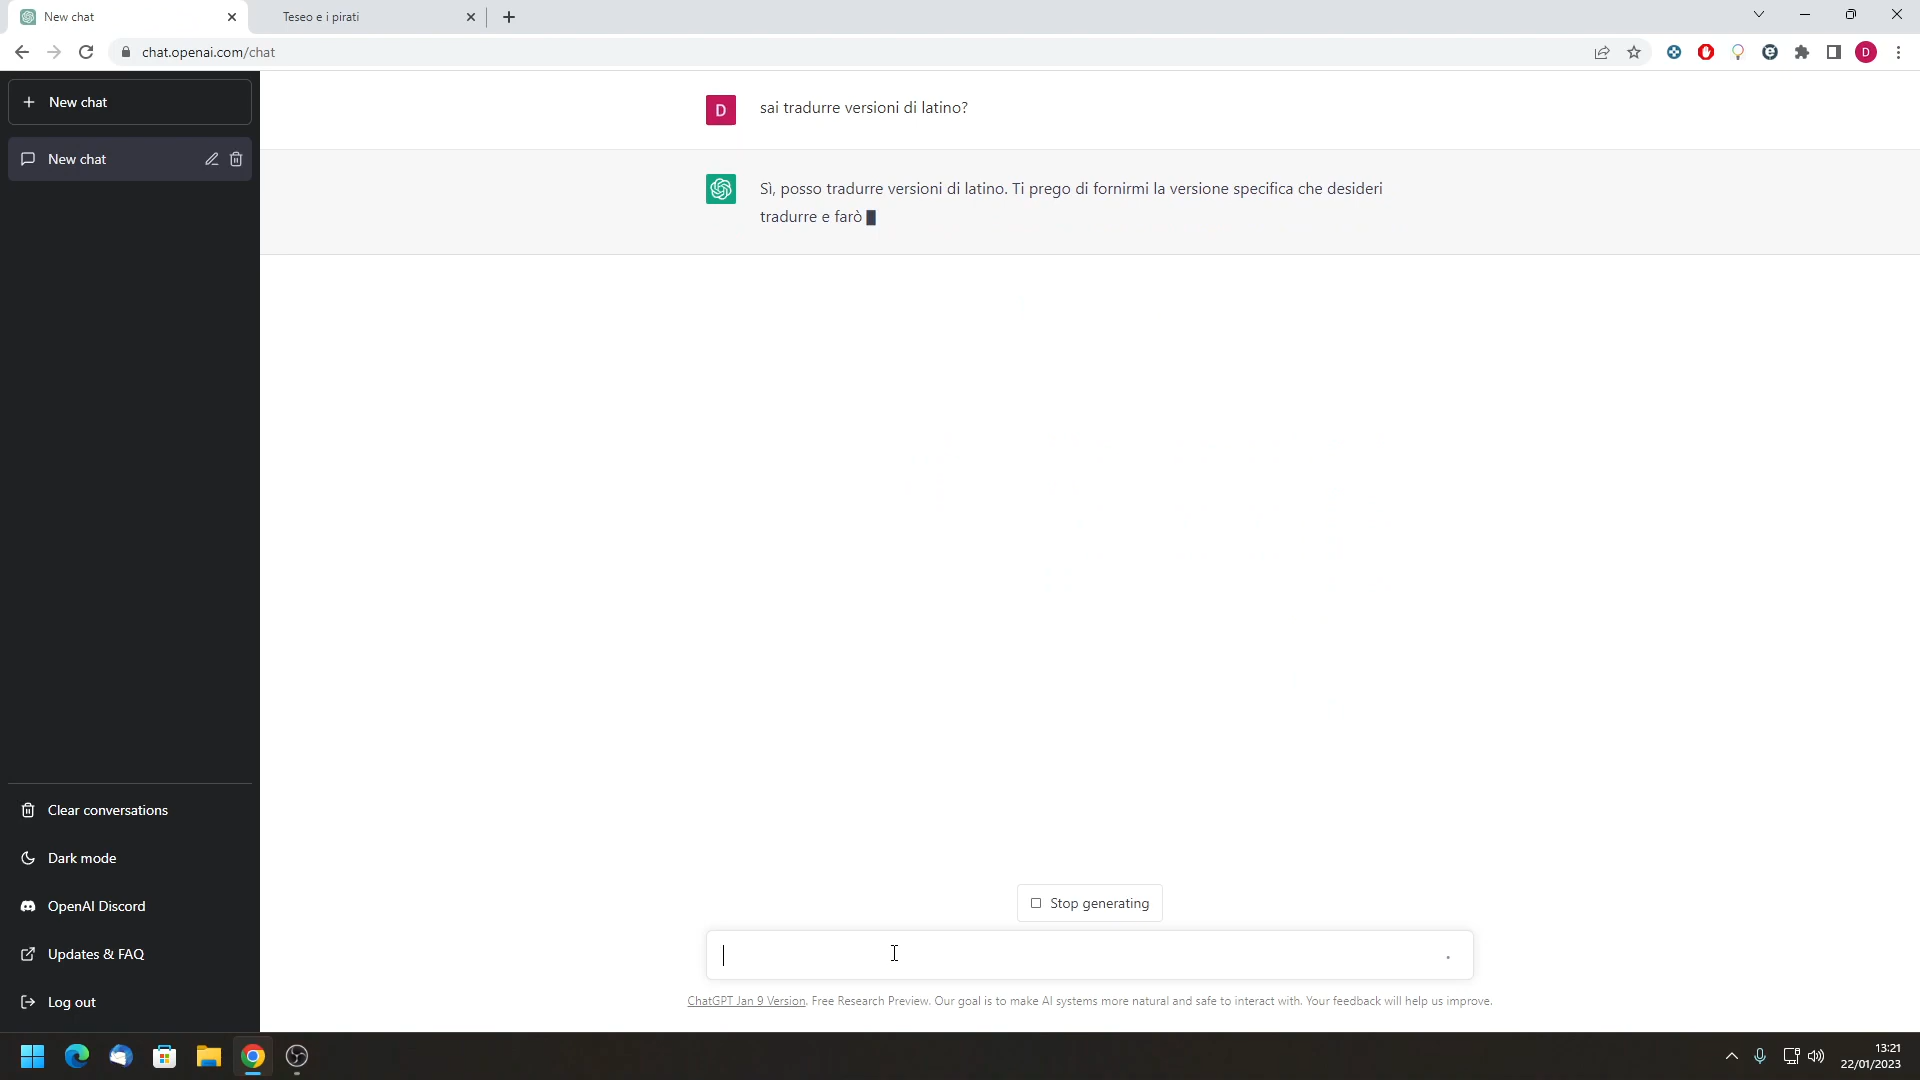 New chat
Teseo e i pirati
chat.openai.com/chat
D
New chat
New chat
D
sai tradurre versioni di latino?
Sì, posso tradurre versioni di latino. Ti prego di fornirmi la versione specifica che desideri
tradurre e farò
Clear conversations
Dark mode
OpenAI Discord
Updates & FAQ
Log out
Stop generating
ChatGPT Jan 9 Version. Free Research Preview. Our goal is to make AI systems more natural and safe to interact with. Your feedback will help us improve.
13:21
22/01/2023